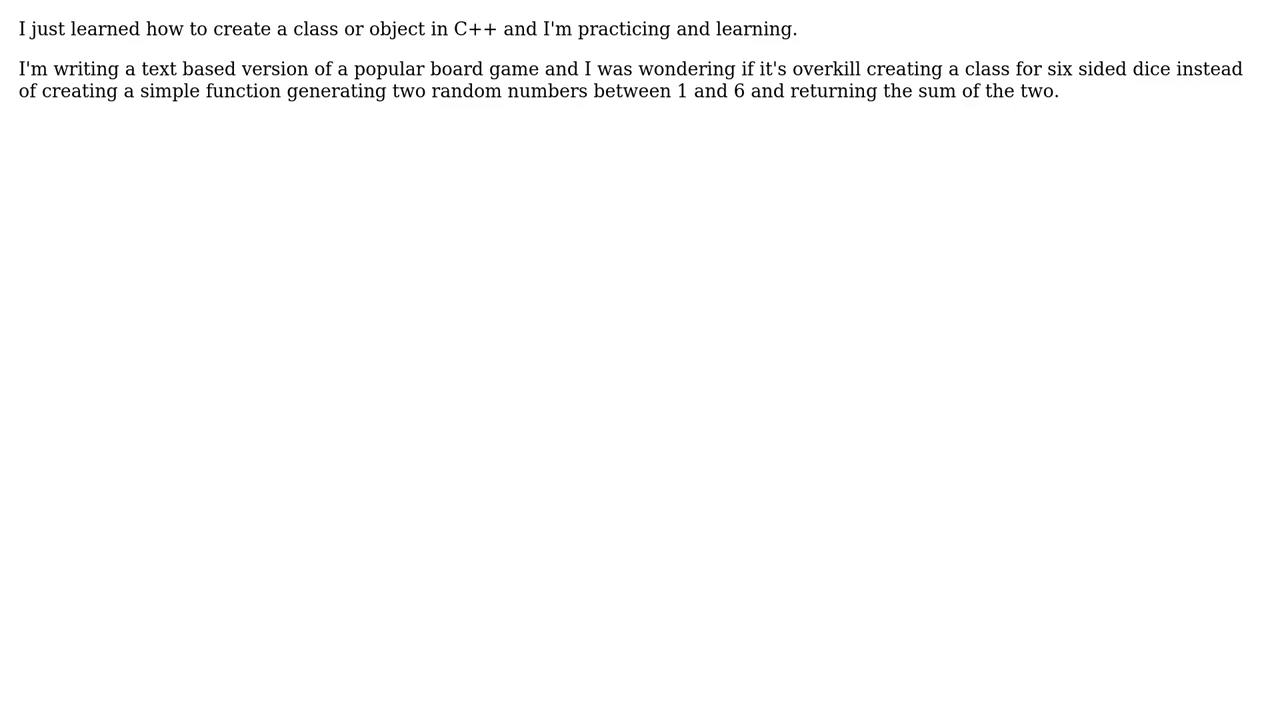 I just learned how to create a class or object in C++ and I'm practicing and learning.
I'm writing a text based version of a popular board game and I was wondering if it's overkill creating a class for six sided dice instead
of creating a simple function generating two random numbers between 1 and 6 and returning the sum of the two.